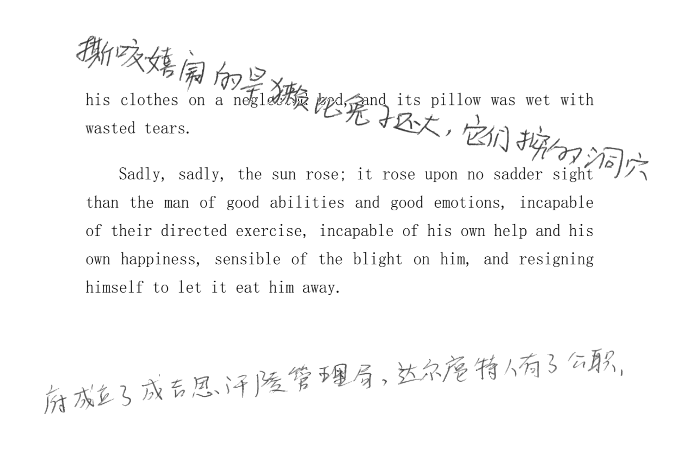 撕咬嬉闹的旱獭比兔子还大，它们挖的洞穴
his clothes on a neglected bed, and its pillow was wet with
wasted tears.
Sadly, sadly, the sun rose; it rose upon no sadder sight
than the man of good abilities and good emotions, incapable
of their directed exercise, incapable of his own help and his
own happiness, sensible of the blight on him, and resigning
himself to let it eat him away.
府成立了成吉思汗陵管理局、达尔扈特人有了公职，